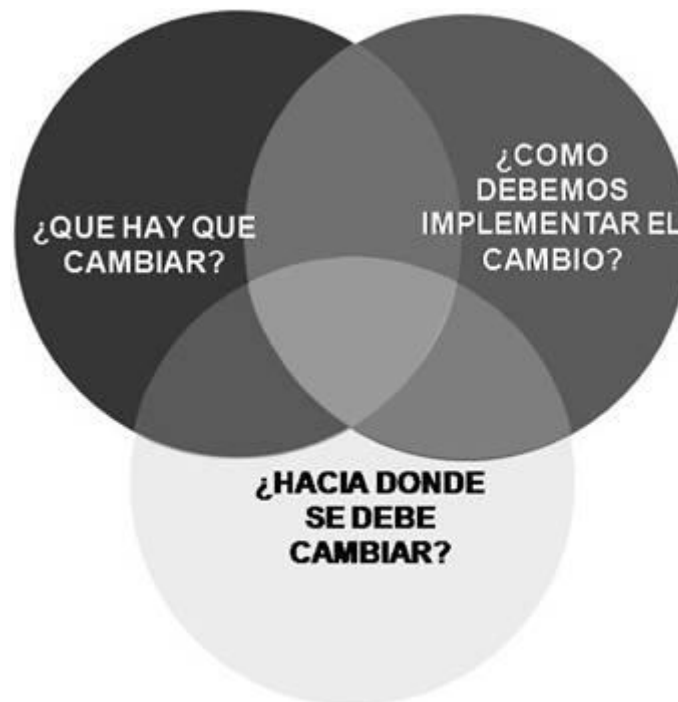 ¿QUE HAY QUE
CAMBIAR?
¿COMO
DEBEMOS
IMPLEMENTAR EL
CAMBIO?
¿HACIA DONDE
SE DEBE
CAMBIAR?